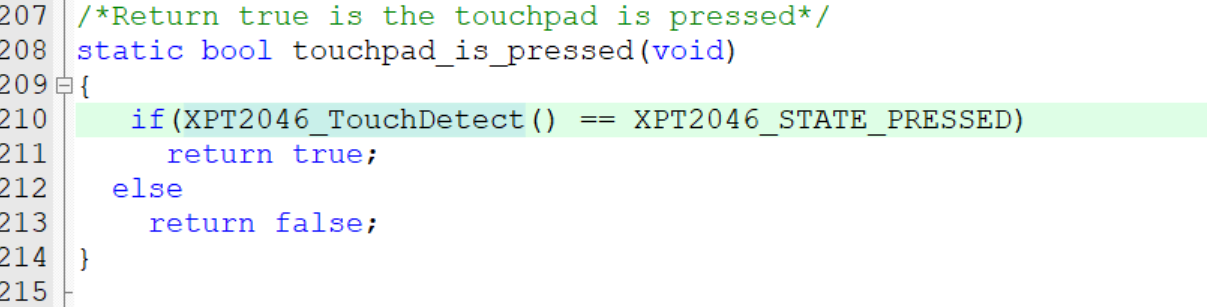 207 /*Return true is the touchpad is pressed*/
208 static bool touchpad_is_pressed(void)
209 {
210 if(XPT2046_TouchDetect() == XPT2046_STATE_PRESSED)
211 return true;
212 else
213 return false;
214 }
215